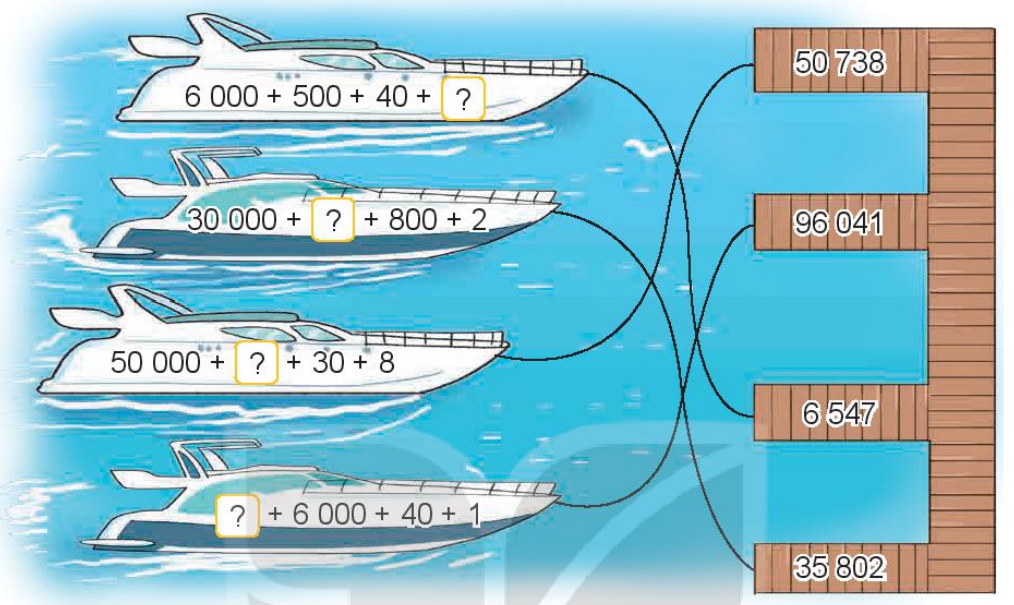 6 000 + 500 + 40 + ?
30 000 + ? + 800 + 2
50 000 + ? + 30 + 8
? + 6 000 + 40 + 1
50 738
96 041
6 547
35 802